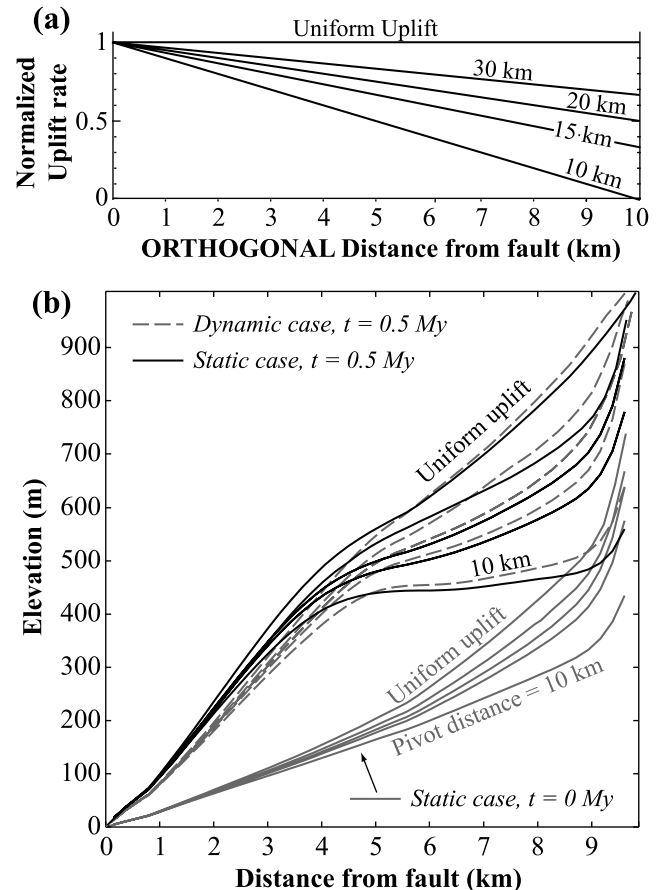 (a)
Uniform Uplift
1
30 km
20 km
0.5
15 km
10 km
0
Normalized
Uplift rate
0 1 2 3 4 5 6 7 8 9 10
ORTHOGONAL Distance from fault (km)
(b)
Dynamic case, t = 0.5 My
Static case, t = 0.5 My
900
800
Uniform uplift
700
600
500
10 km
400
Uniform uplift
300
200
Pivot distance = 10 km
100
Static case, t = 0 My
0
Elevation (m)
0 1 2 3 4 5 6 7 8 9
Distance from fault (km)